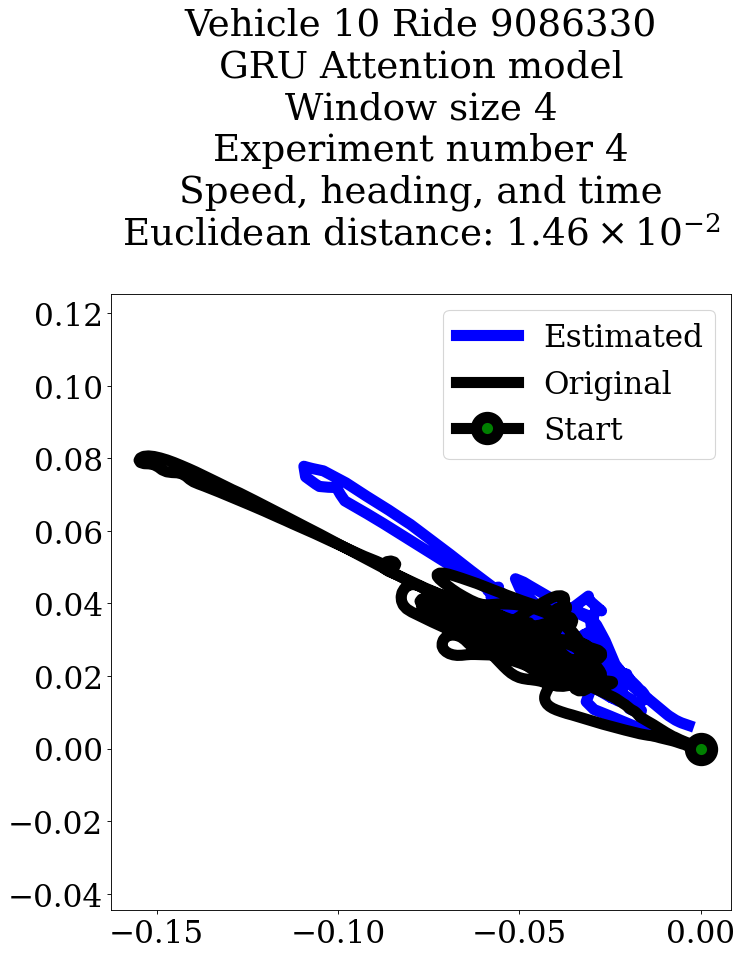 Vehicle 10 Ride 9086330
GRU Attention model
Window size 4
Experiment number 4
Speed, heading, and time
Euclidean distance: 1.46 × 10⁻²
Estimated
Original
Start
0.12
0.10
0.08
0.06
0.04
0.02
0.00
−0.02
−0.04
−0.15 −0.10 −0.05 0.00